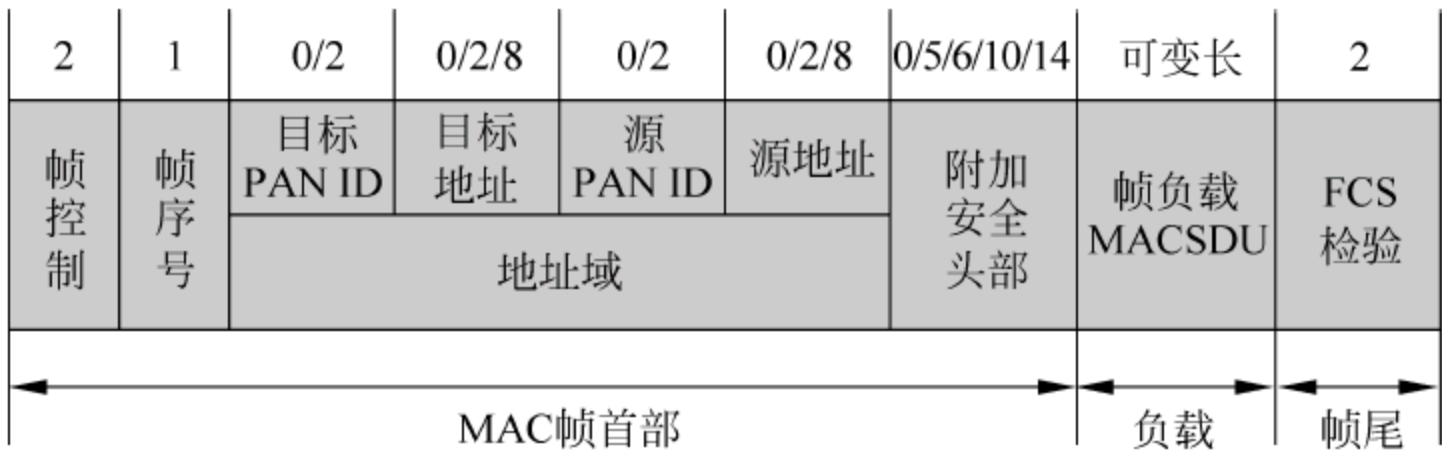 2 1 0/2 0/2/8 0/2 0/2/8 0/5/6/10/14 可变长 2
帧控制
帧序号
目标
PAN ID
目标
地址
源
PAN ID
源地址
地址域
附加
安全
头部
帧负载
MACSDU
FCS
检验
MAC帧首部
负载
帧尾